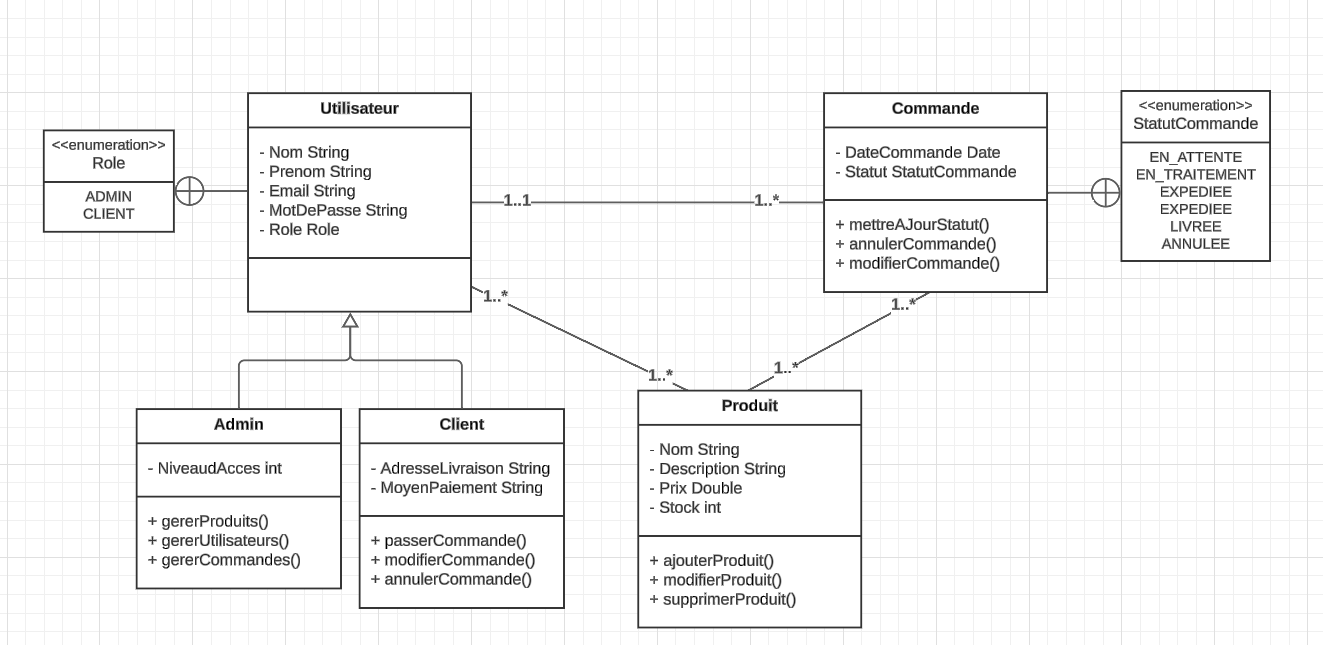 <<enumeration>>
Role
ADMIN
CLIENT
Utilisateur
- Nom String
- Prenom String
- Email String
- MotDePasse String
- Role Role
1..1
1..*
Commande
- DateCommande Date
- Statut StatutCommande
+ mettreAJourStatut()
+ annulerCommande()
+ modifierCommande()
<<enumeration>>
StatutCommande
EN_ATTENTE
EN_TRAITEMENT
EXPEDIEE
EXPEDIEE
LIVREE
ANNULEE
1..*
1..*
1..*
1..*
Admin
- NiveaudAcces int
+ gererProduits()
+ gererUtilisateurs()
+ gererCommandes()
Client
- AdresseLivraison String
- MoyenPaiement String
+ passerCommande()
+ modifierCommande()
+ annulerCommande()
Produit
- Nom String
- Description String
- Prix Double
- Stock int
+ ajouterProduit()
+ modifierProduit()
+ supprimerProduit()